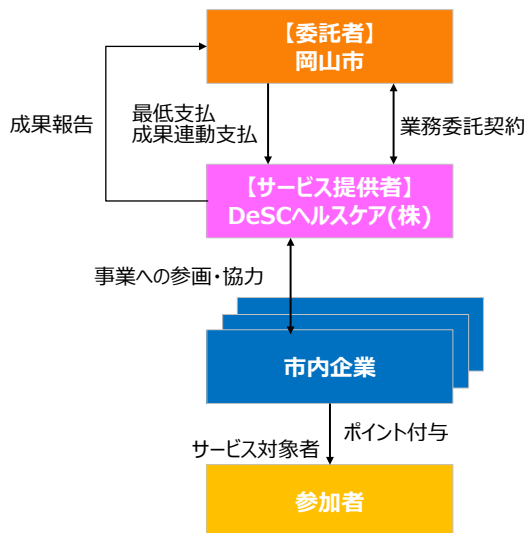 【委託者】
岡山市
成果報告
最低支払
成果連動支払
業務委託契約
【サービス提供者】
DeSCヘルスケア(株)
事業への参画・協力
市内企業
ポイント付与
サービス対象者
参加者